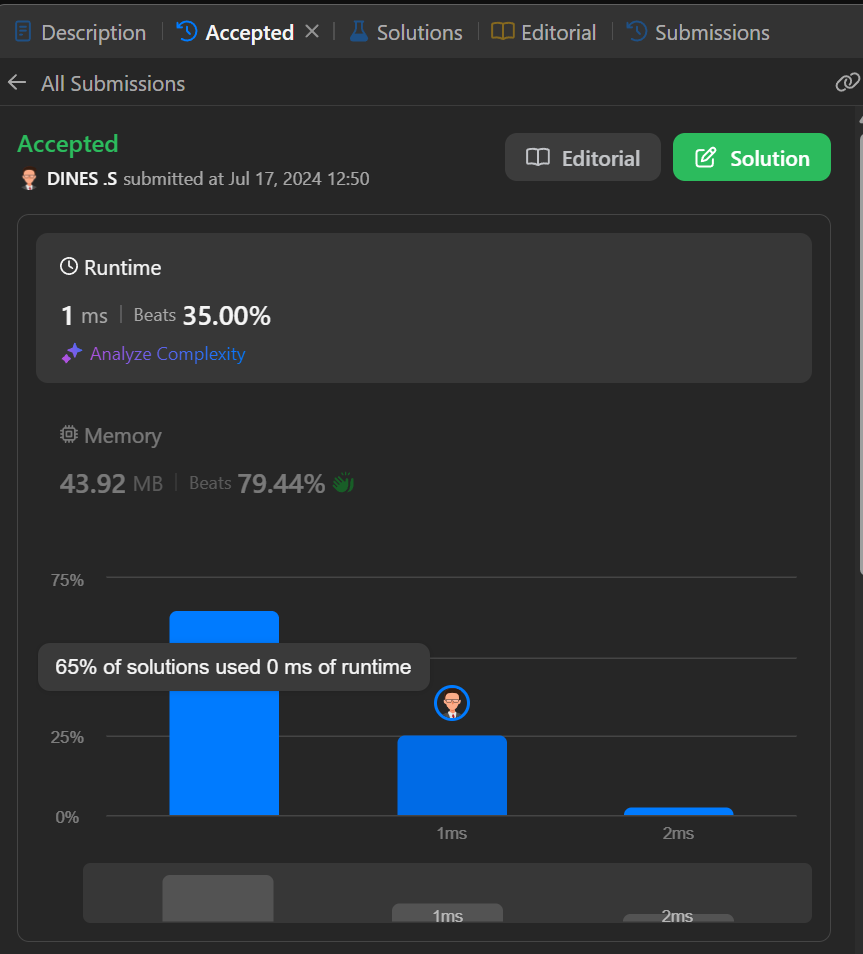 Description
Accepted
Solutions
Editorial
Submissions
All Submissions
Accepted
DINES .S submitted at Jul 17, 2024 12:50
Editorial
Solution
Runtime
1 ms Beats 35.00%
Analyze Complexity
Memory
43.92 MB Beats 79.44%
75%
65% of solutions used 0 ms of runtime
25%
0%
1ms
2ms
1ms
2ms